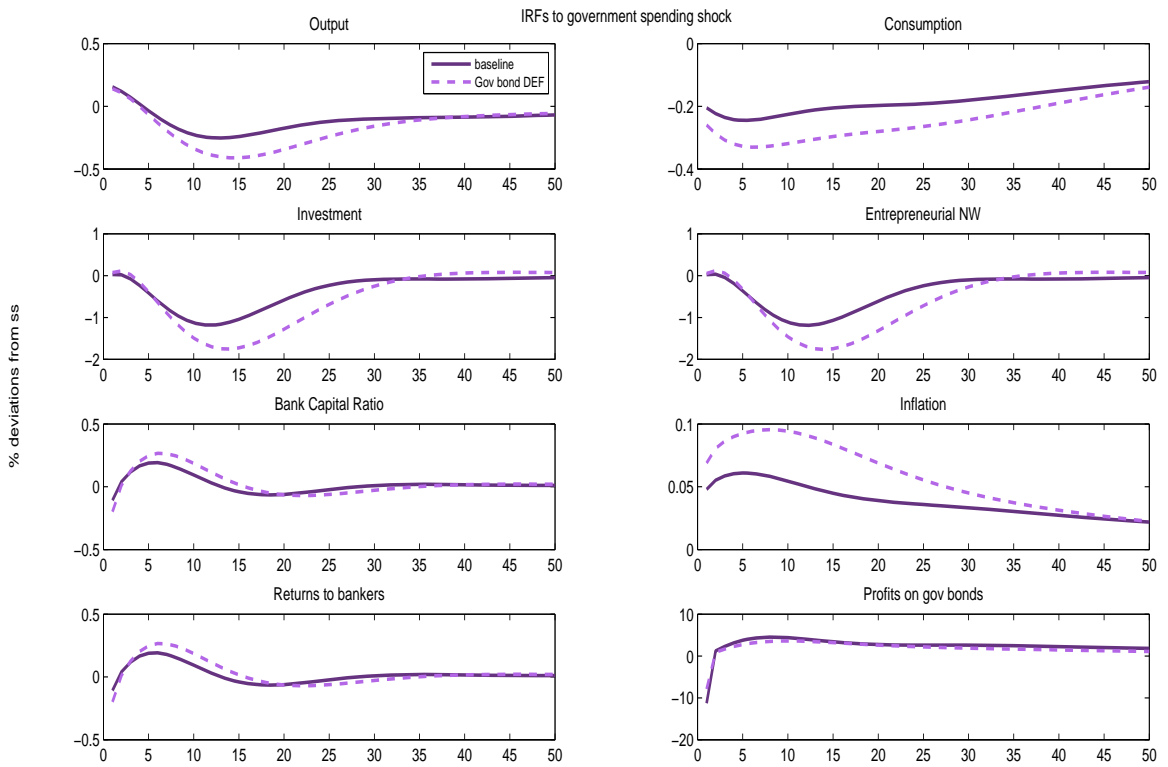 IRFs to government spending shock
Output
0.5
0
−0.5
0 5 10 15 20 25 30 35 40 45 50
baseline
Gov bond DEF
Consumption
0
−0.2
−0.4
0 5 10 15 20 25 30 35 40 45 50
Investment
1
0
−1
−2
0 5 10 15 20 25 30 35 40 45 50
Entrepreneurial NW
1
0
−1
−2
0 5 10 15 20 25 30 35 40 45 50
% deviations from ss
Bank Capital Ratio
0.5
0
−0.5
0 5 10 15 20 25 30 35 40 45 50
Inflation
0.1
0.05
0
0 5 10 15 20 25 30 35 40 45 50
Returns to bankers
0.5
0
−0.5
0 5 10 15 20 25 30 35 40 45 50
Profits on gov bonds
10
0
−10
−20
0 5 10 15 20 25 30 35 40 45 50